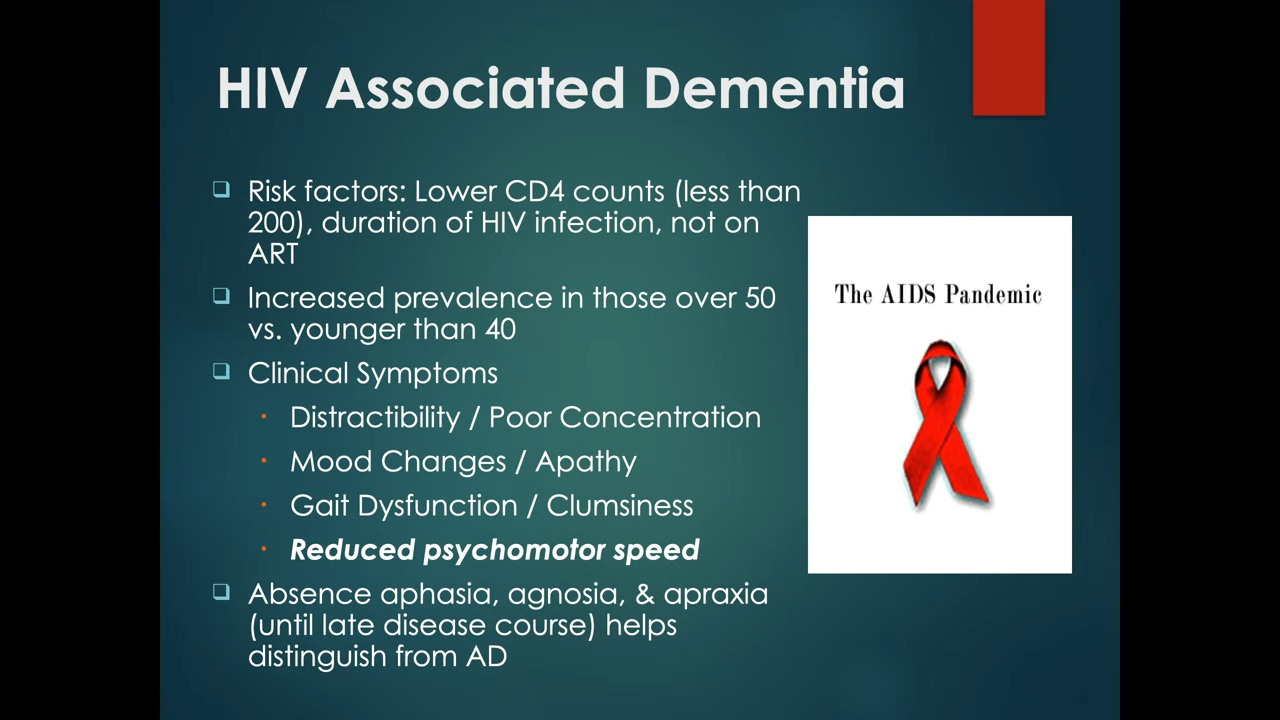 HIV Associated Dementia
❑ Risk factors: Lower CD4 counts (less than
200), duration of HIV infection, not on
ART
❑ Increased prevalence in those over 50
vs. younger than 40
❑ Clinical Symptoms
• Distractibility / Poor Concentration
• Mood Changes / Apathy
• Gait Dysfunction / Clumsiness
• Reduced psychomotor speed
❑ Absence aphasia, agnosia, & apraxia
(until late disease course) helps
distinguish from AD
The AIDS Pandemic